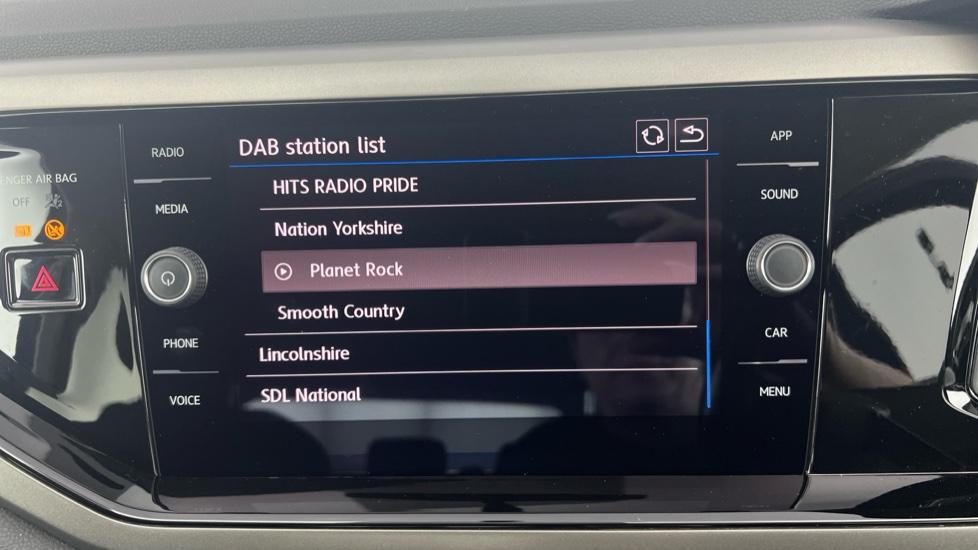 RADIO
MEDIA
PHONE
VOICE
DAB station list
HITS RADIO PRIDE
Nation Yorkshire
Planet Rock
Smooth Country
Lincolnshire
SDL National
APP
SOUND
CAR
MENU
AIR BAG
OFF